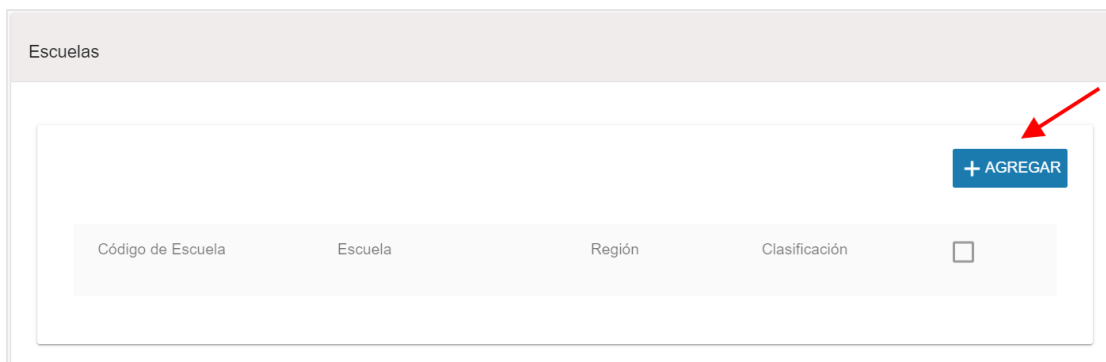 Escuelas
+ AGREGAR
Código de Escuela Escuela Región Clasificación